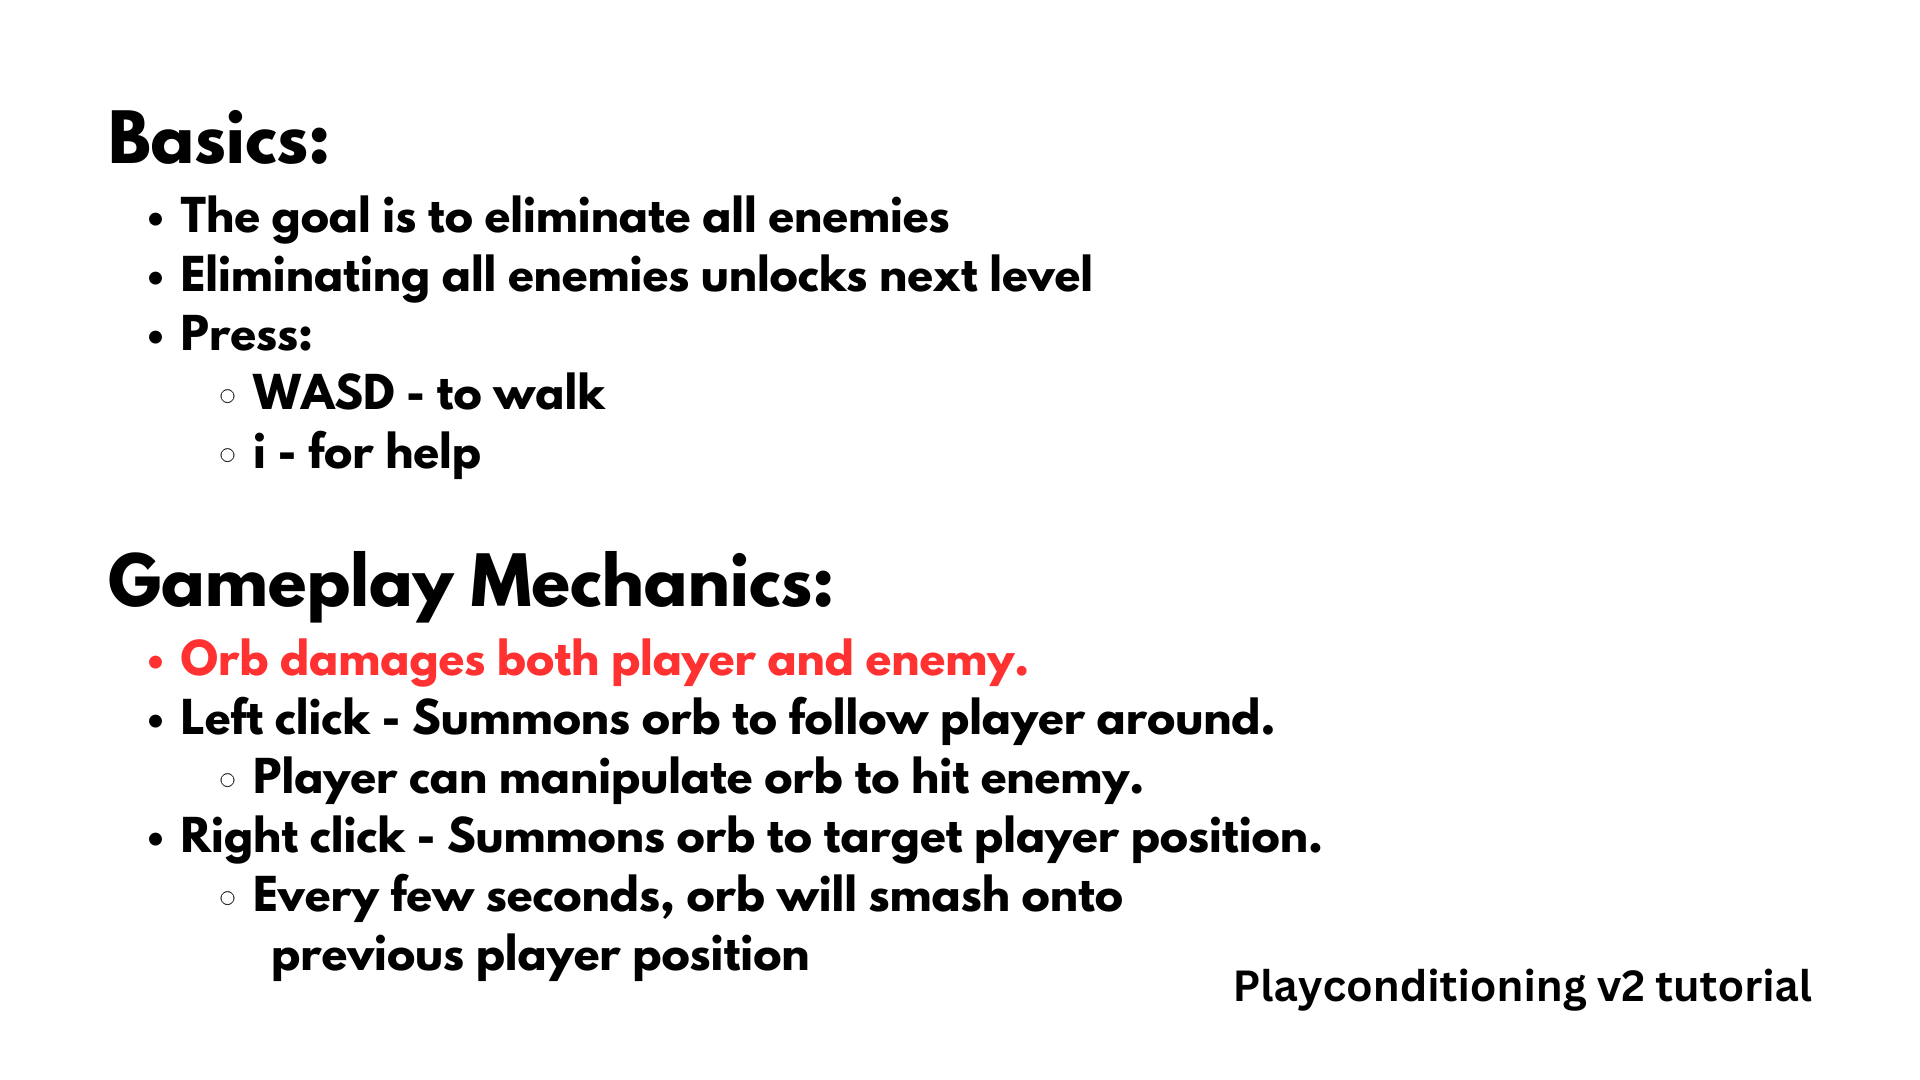 Basics:
• The goal is to eliminate all enemies
• Eliminating all enemies unlocks next level
• Press:
◦ WASD - to walk
◦ i - for help
Gameplay Mechanics:
• Orb damages both player and enemy.
• Left click - Summons orb to follow player around.
◦ Player can manipulate orb to hit enemy.
• Right click - Summons orb to target player position.
◦ Every few seconds, orb will smash onto
previous player position
Playconditioning v2 tutorial